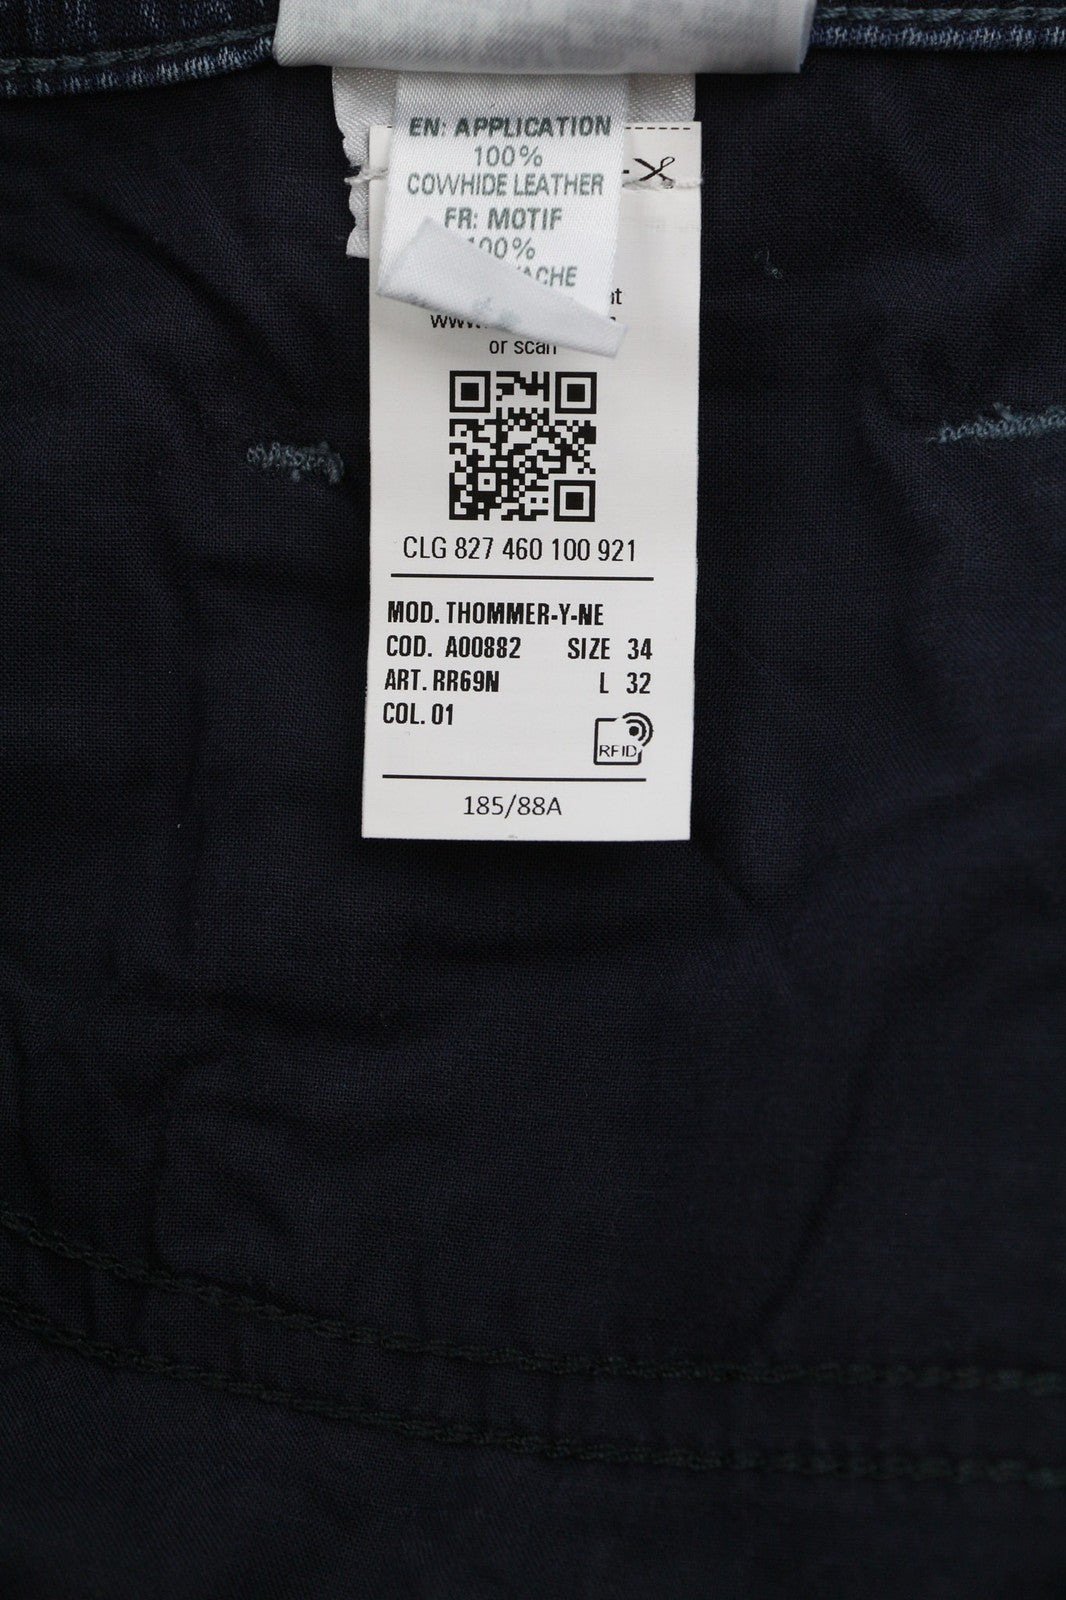 EN: APPLICATION
100%
COWHIDE LEATHER
FR: MOTIF
100%
or scan
CLG 827 460 100 921
MOD. THOMMER-Y-NE
COD. A00882 SIZE 34
ART. RR69N L 32
COL. 01
RFID
185/88A